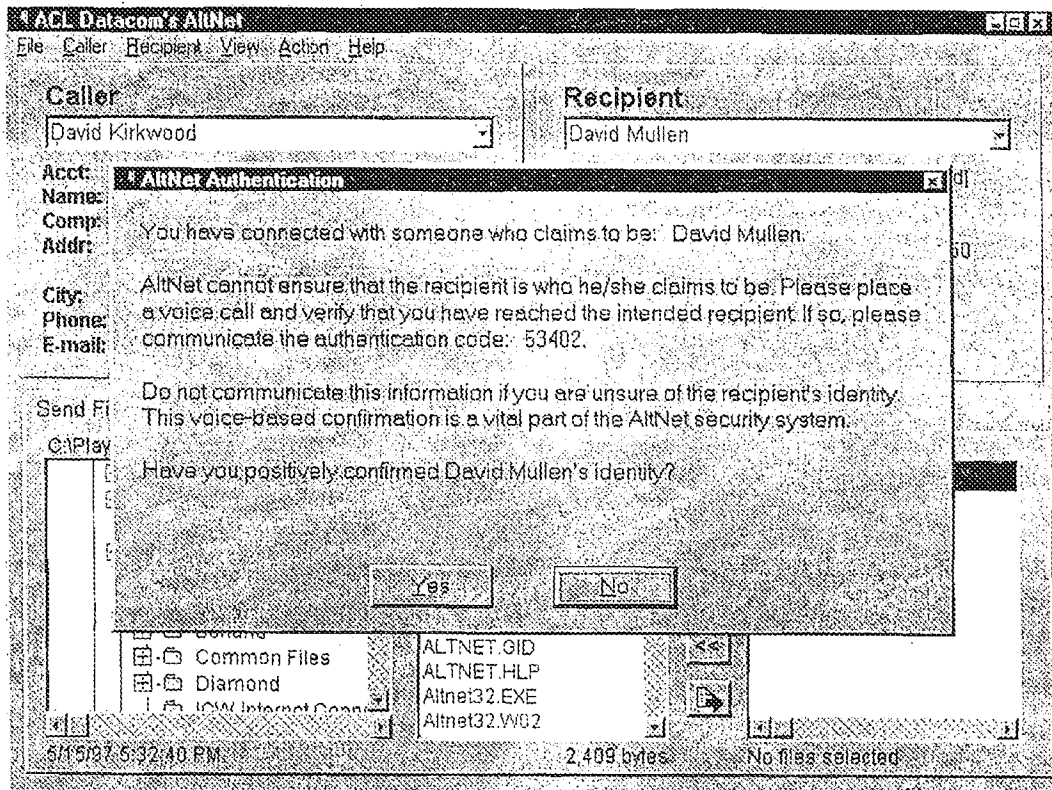 ACL Datacom's AltNet
File Caller Recipient View Action Help
Caller
Recipient
David Kirkwood
David Mullen
Acct:
Name:
Comp:
Addr:
City:
Phone:
E-mail:
AltNet Authentication
You have connected with someone who claims to be: David Mullen.
AltNet cannot ensure that the recipient is who he/she claims to be. Please place
a voice call and verify that you have reached the intended recipient. If so, please
communicate the authentication code: 53402.
Do not communicate this information if you are unsure of the recipient's identity.
This voice-based confirmation is a vital part of the AltNet security system.
Have you positively confirmed David Mullen's identity?
Yes
No
Send Fi
C:\Play
Common Files
Diamond
ALTNET.GID
ALTNET.HLP
Altnet32.EXE
Altnet32.W02
<<
5/15/97 5:32:40 PM
2,409 bytes
No files selected